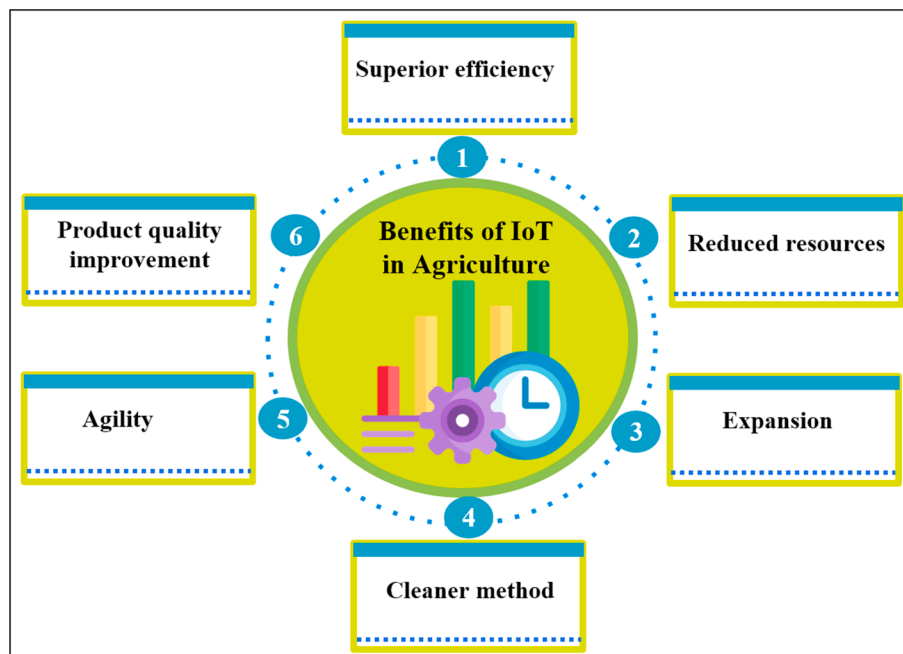 Superior efficiency
1
Benefits of IoT
in Agriculture
2
Reduced resources
3
Expansion
4
Cleaner method
5
Agility
6
Product quality
improvement